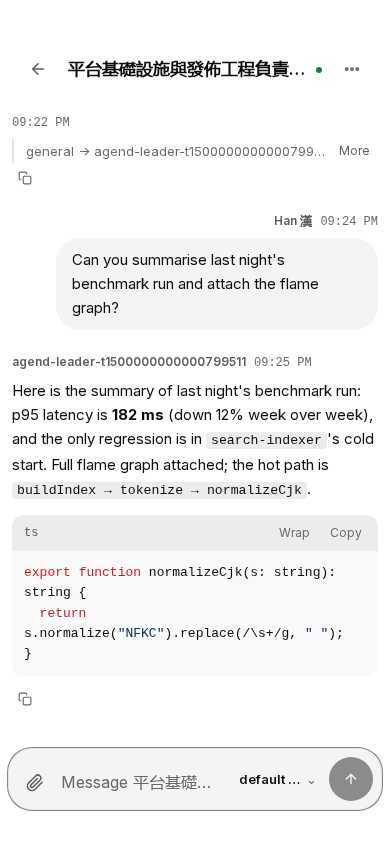 平台基礎設施與發佈工程負責…
09:22 PM
general → agend-leader-t1500000000000799… More
Han 漢 09:24 PM
Can you summarise last night's
benchmark run and attach the flame
graph?
agend-leader-t1500000000000799511 09:25 PM
Here is the summary of last night's benchmark run:
p95 latency is 182 ms (down 12% week over week),
and the only regression is in search-indexer's cold
start. Full flame graph attached; the hot path is
buildIndex → tokenize → normalizeCjk.
ts Wrap Copy
export function normalizeCjk(s: string):
string {
  return
s.normalize("NFKC").replace(/\s+/g, " ");
}
Message 平台基礎… default …